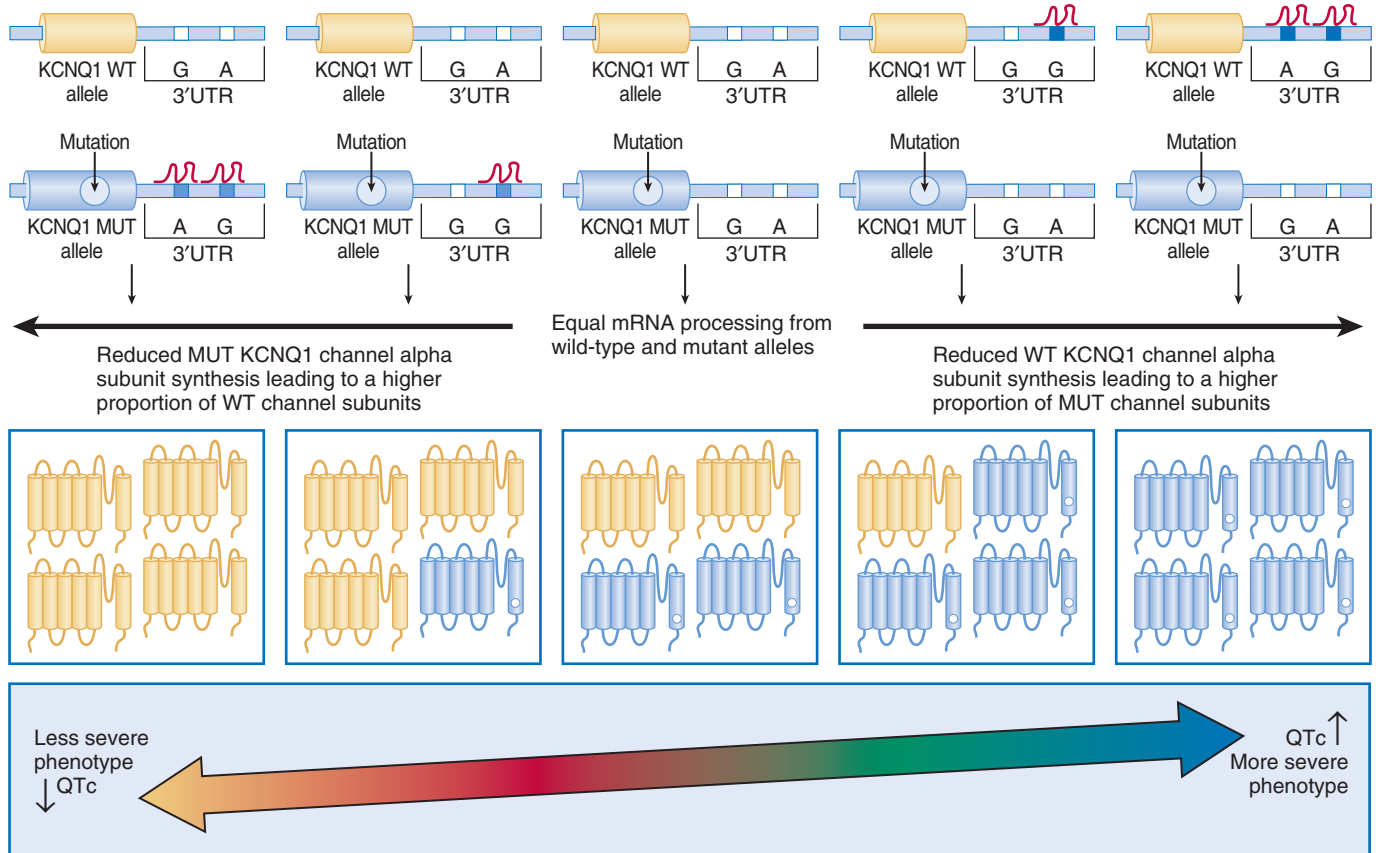 KCNQ1 WT
allele
G A
3′UTR
KCNQ1 WT
allele
G A
3′UTR
KCNQ1 WT
allele
G A
3′UTR
KCNQ1 WT
allele
G G
3′UTR
KCNQ1 WT
allele
A G
3′UTR
Mutation
KCNQ1 MUT
allele
A G
3′UTR
Mutation
KCNQ1 MUT
allele
G G
3′UTR
Mutation
KCNQ1 MUT
allele
G A
3′UTR
Mutation
KCNQ1 MUT
allele
G A
3′UTR
Mutation
KCNQ1 MUT
allele
G A
3′UTR
Equal mRNA processing from
wild-type and mutant alleles
Reduced MUT KCNQ1 channel alpha
subunit synthesis leading to a higher
proportion of WT channel subunits
Reduced WT KCNQ1 channel alpha
subunit synthesis leading to a higher
proportion of MUT channel subunits
Less severe
phenotype
↓ QTc
QTc ↑
More severe
phenotype